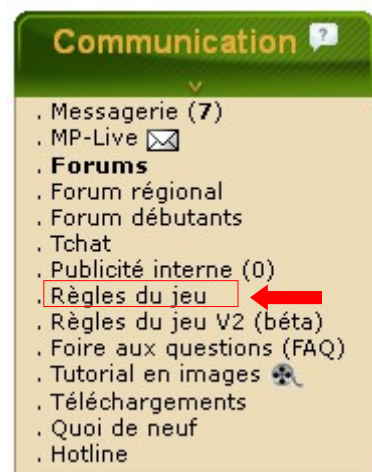 Communication ?
. Messagerie (7)
. MP-Live
. Forums
. Forum régional
. Forum débutants
. Tchat
. Publicité interne (0)
. Règles du jeu
. Règles du jeu V2 (béta)
. Foire aux questions (FAQ)
. Tutorial en images
. Téléchargements
. Quoi de neuf
. Hotline